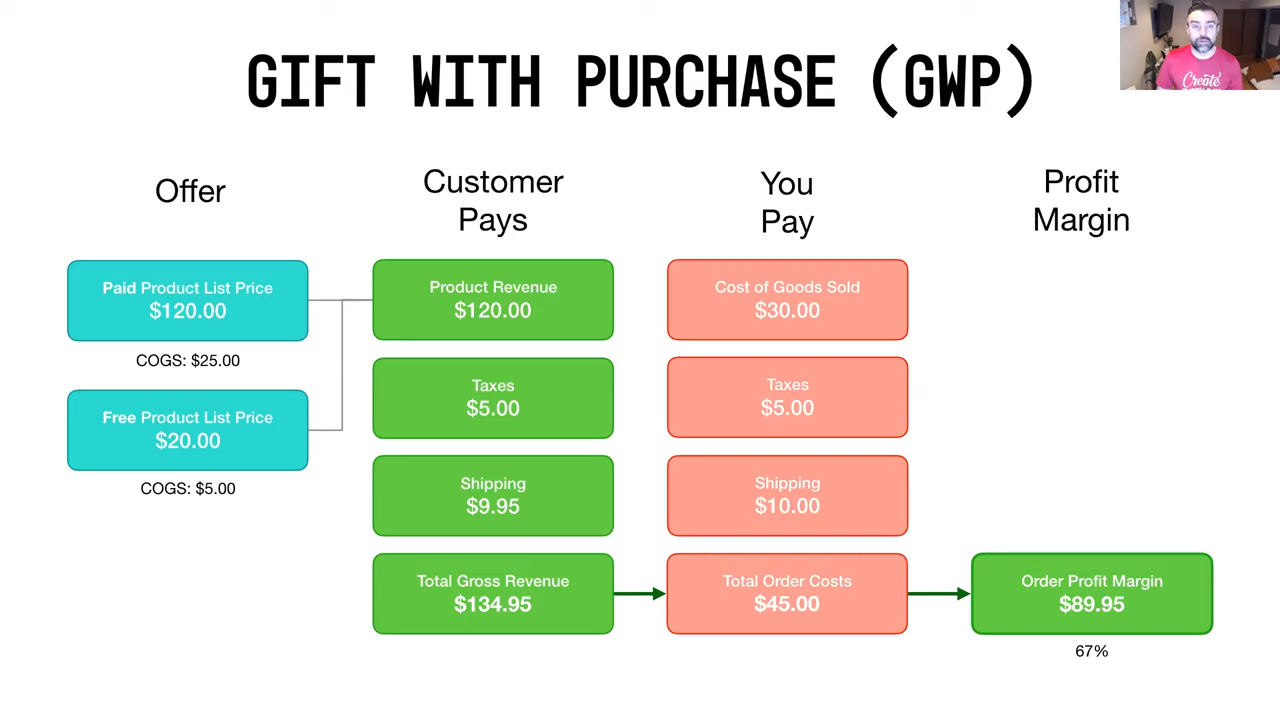 GIFT WITH PURCHASE (GWP)
Create
Offer
Customer
Pays
You
Pay
Profit
Margin
Paid Product List Price
$120.00
COGS: $25.00
Free Product List Price
$20.00
COGS: $5.00
Product Revenue
$120.00
Taxes
$5.00
Shipping
$9.95
Total Gross Revenue
$134.95
Cost of Goods Sold
$30.00
Taxes
$5.00
Shipping
$10.00
Total Order Costs
$45.00
Order Profit Margin
$89.95
67%